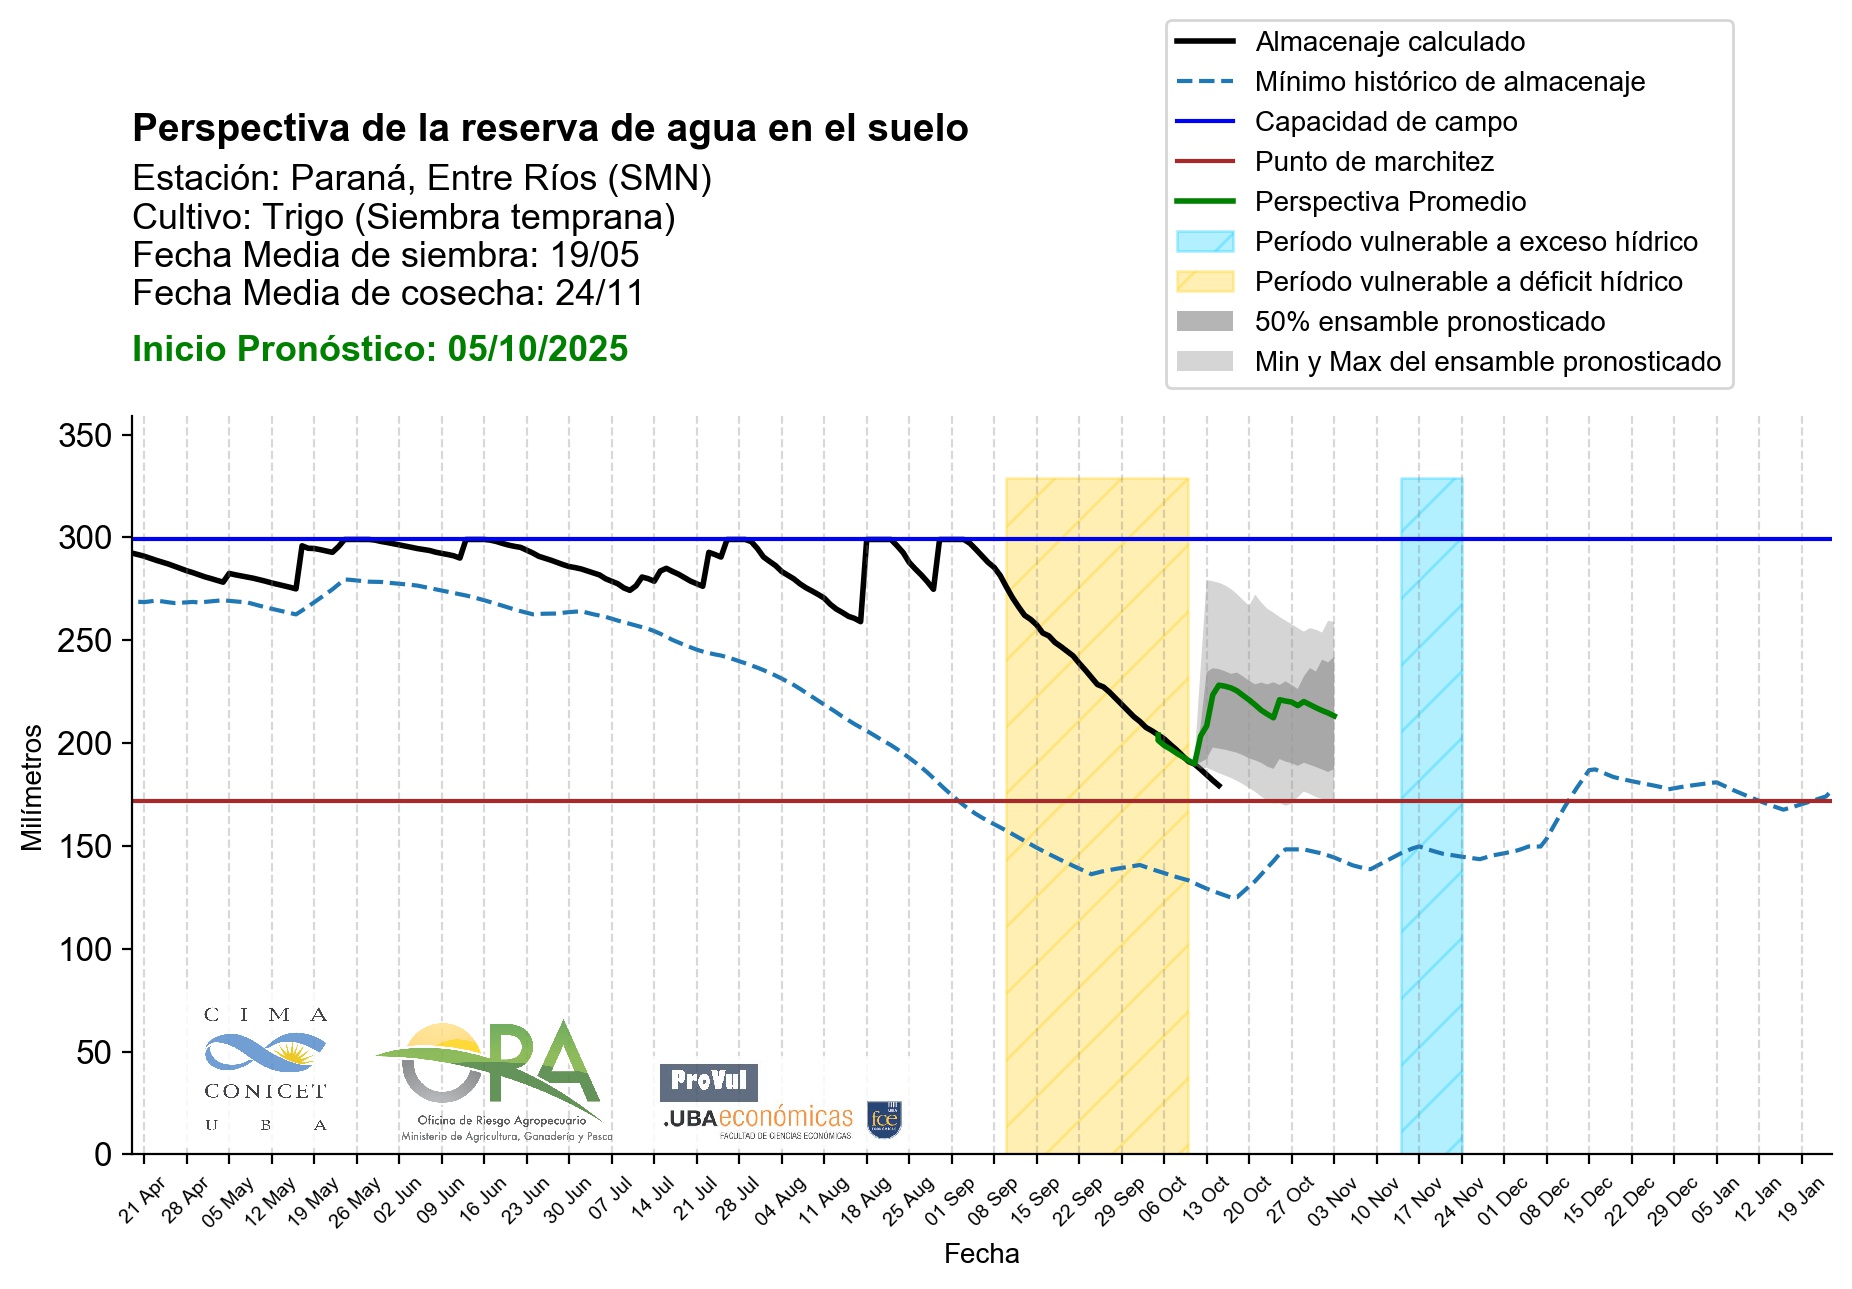 Almacenaje calculado
Mínimo histórico de almacenaje
Capacidad de campo
Punto de marchitez
Perspectiva Promedio
Período vulnerable a exceso hídrico
Período vulnerable a déficit hídrico
50% ensamble pronosticado
Min y Max del ensamble pronosticado
Perspectiva de la reserva de agua en el suelo
Estación: Paraná, Entre Ríos (SMN)
Cultivo: Trigo (Siembra temprana)
Fecha Media de siembra: 19/05
Fecha Media de cosecha: 24/11
Inicio Pronóstico: 05/10/2025
Milímetros
350
300
250
200
150
100
50
0
CIMA
CONICET
UBA
ORA
Oficina de Riesgo Agropecuario
Ministerio de Agricultura, Ganadería y Pesca
ProVul
.UBAeconómicas
FACULTAD DE CIENCIAS ECONÓMICAS
fce
21 Apr
28 Apr
05 May
12 May
19 May
26 May
02 Jun
09 Jun
16 Jun
23 Jun
30 Jun
07 Jul
14 Jul
21 Jul
28 Jul
04 Aug
11 Aug
18 Aug
25 Aug
01 Sep
08 Sep
15 Sep
22 Sep
29 Sep
06 Oct
13 Oct
20 Oct
27 Oct
03 Nov
10 Nov
17 Nov
24 Nov
01 Dec
08 Dec
15 Dec
22 Dec
29 Dec
05 Jan
12 Jan
19 Jan
Fecha